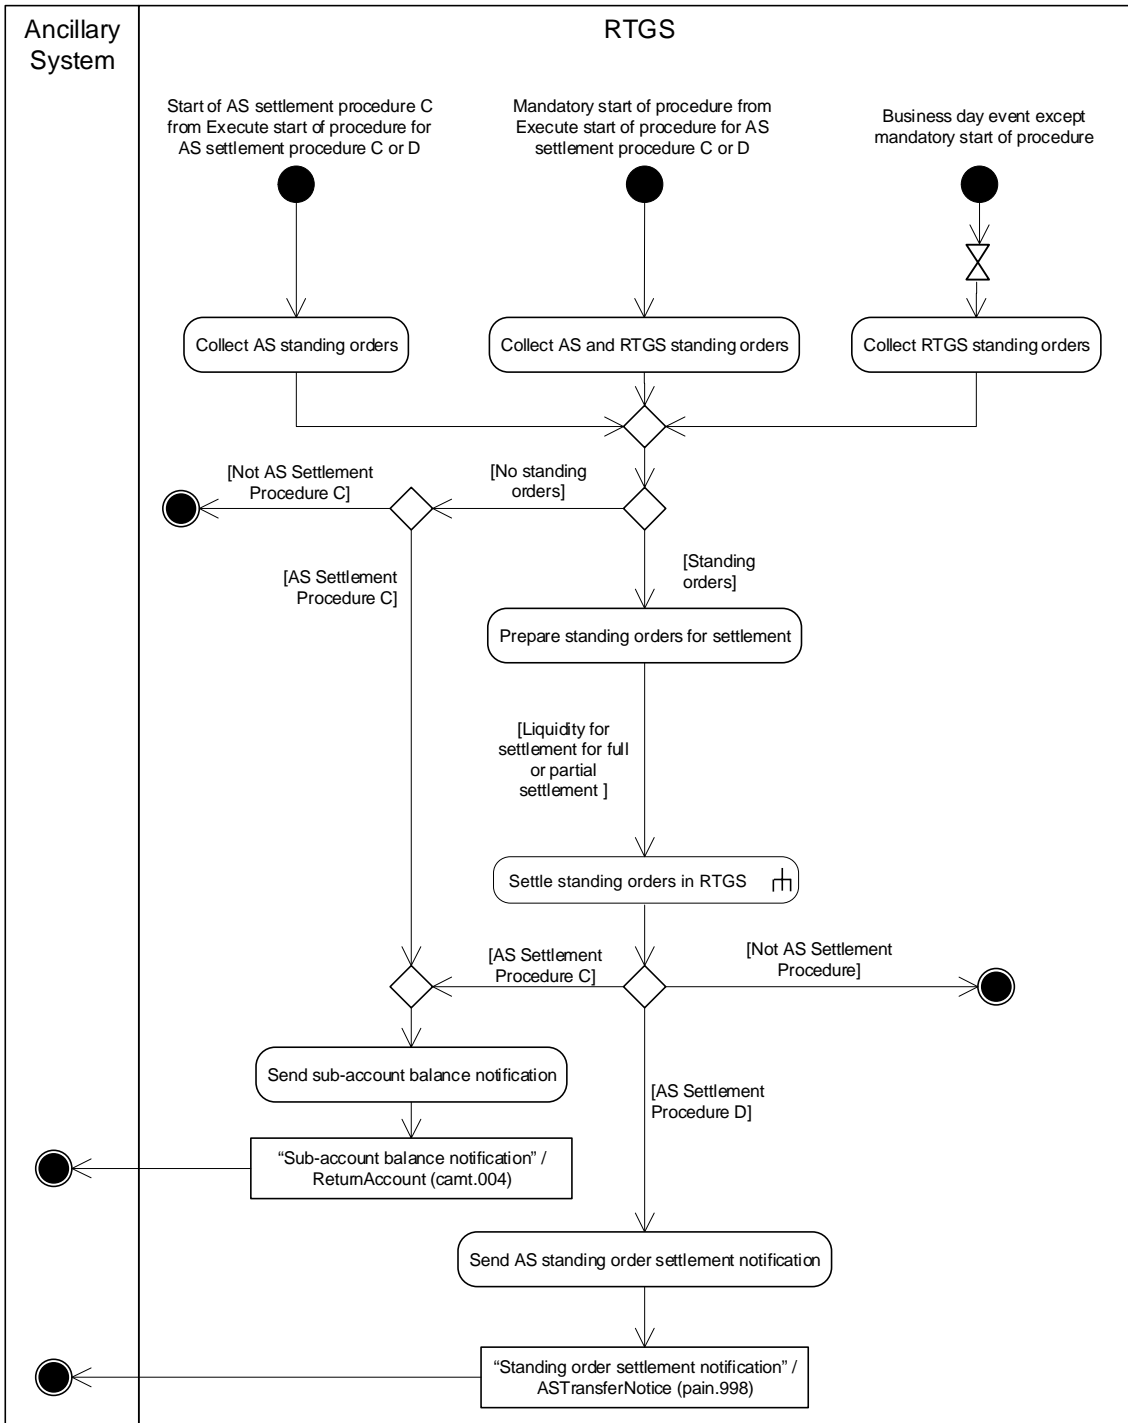 Ancillary
System
RTGS
Start of AS settlement procedure C
from Execute start of procedure for
AS settlement procedure C or D
Mandatory start of procedure from
Execute start of procedure for AS
settlement procedure C or D
Business day event except
mandatory start of procedure
Collect AS standing orders
Collect AS and RTGS standing orders
Collect RTGS standing orders
[Not AS Settlement
Procedure C]
[No standing
orders]
[AS Settlement
Procedure C]
[Standing
orders]
Prepare standing orders for settlement
[Liquidity for
settlement for full
or partial
settlement ]
Settle standing orders in RTGS
[AS Settlement
Procedure C]
[Not AS Settlement
Procedure]
Send sub-account balance notification
[AS Settlement
Procedure D]
“Sub-account balance notification” /
ReturnAccount (camt.004)
Send AS standing order settlement notification
“Standing order settlement notification” /
ASTransferNotice (pain.998)